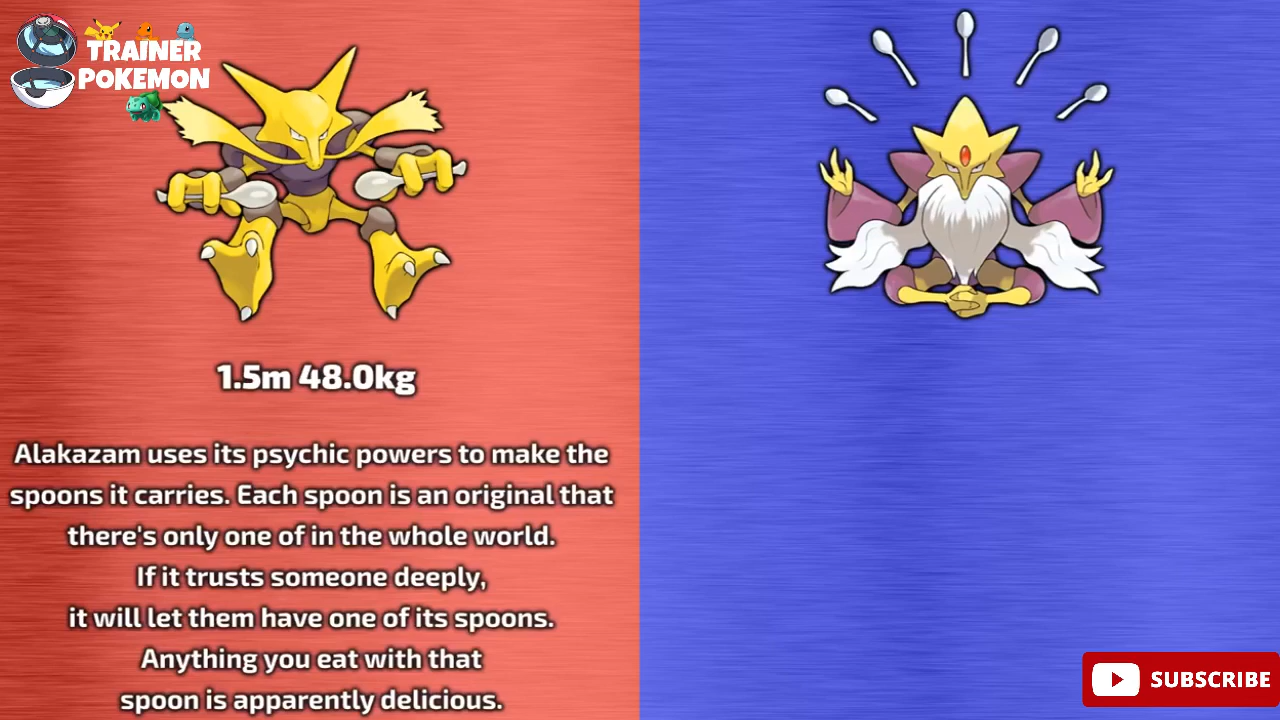 TRAINER
POKEMON
1.5m 48.0kg
Alakazam uses its psychic powers to make the
spoons it carries. Each spoon is an original that
there's only one of in the whole world.
If it trusts someone deeply,
it will let them have one of its spoons.
Anything you eat with that
spoon is apparently delicious.
SUBSCRIBE